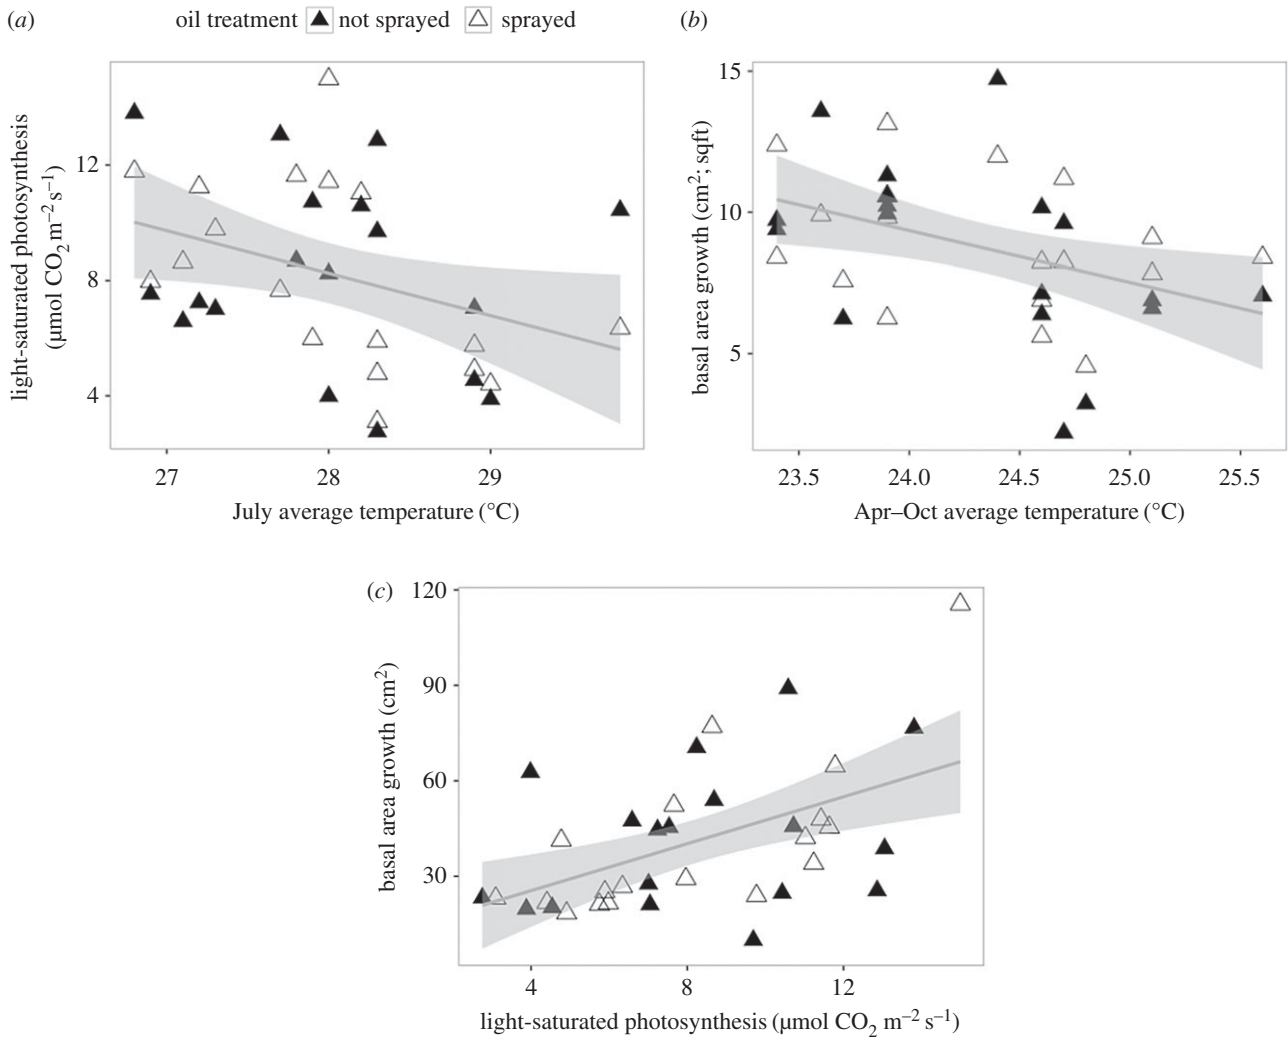 (a) oil treatment not sprayed sprayed (b)
light-saturated photosynthesis
(μmol CO2 m−2 s−1)
12
8
4
27 28 29
July average temperature (°C)
basal area growth (cm2; sqft)
15
10
5
23.5 24.0 24.5 25.0 25.5
Apr–Oct average temperature (°C)
(c)
basal area growth (cm2)
120
90
60
30
4 8 12
light-saturated photosynthesis (μmol CO2 m−2 s−1)